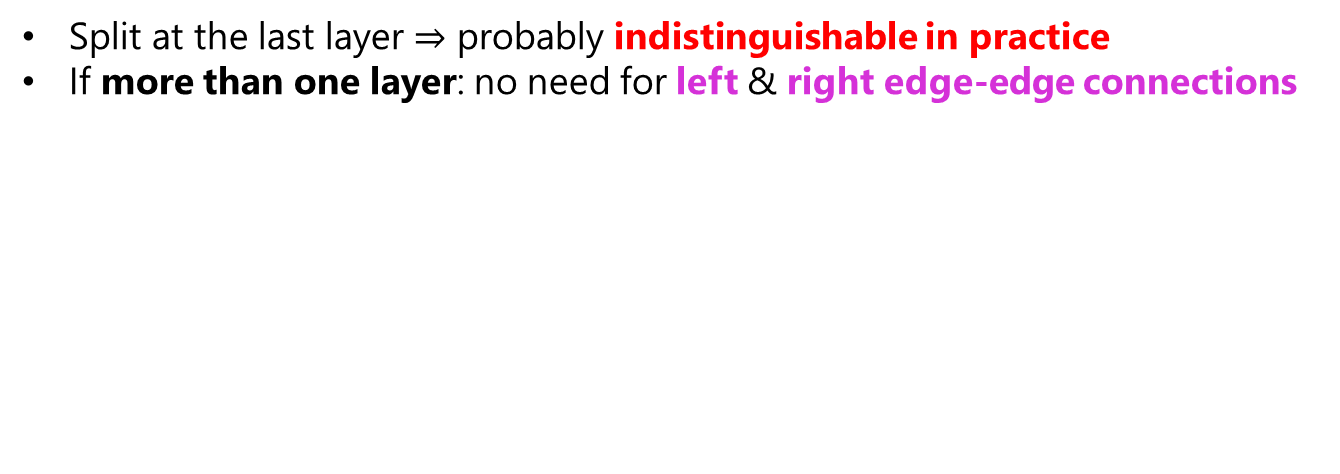 • Split at the last layer ⇒ probably indistinguishable in practice
• If more than one layer: no need for left & right edge-edge connections